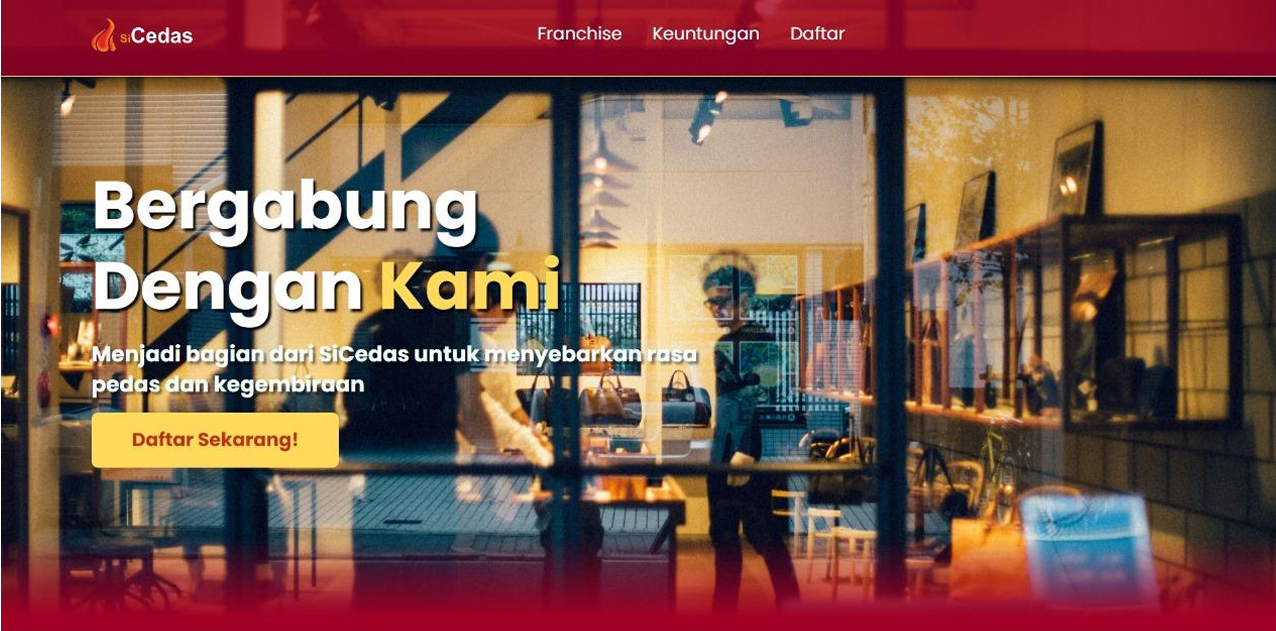 siCedas
Franchise Keuntungan Daftar
Bergabung
Dengan Kami
Menjadi bagian dari SiCedas untuk menyebarkan rasa
pedas dan kegembiraan
Daftar Sekarang!